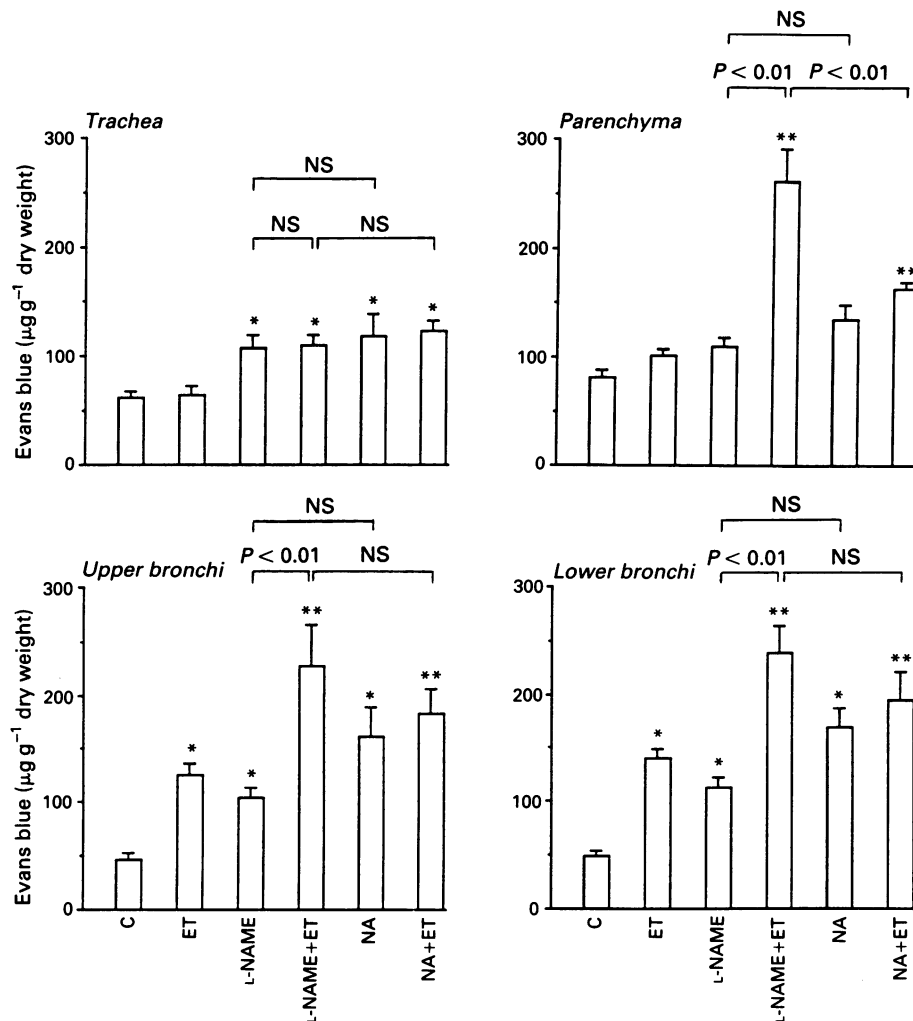 NS
P < 0.01 P < 0.01
Trachea
Parenchyma
300
NS
**
NS NS
200
* * * *
**
100
0
Evans blue (µg g⁻¹ dry weight)
300
200
100
0
NS
P < 0.01 NS
Upper bronchi
300
**
**
*
* *
200
100
0
Evans blue (µg g⁻¹ dry weight)
C ET L-NAME L-NAME+ET NA NA+ET
NS
P < 0.01 NS
Lower bronchi
300
**
**
*
* *
200
100
0
C ET L-NAME L-NAME+ET NA NA+ET